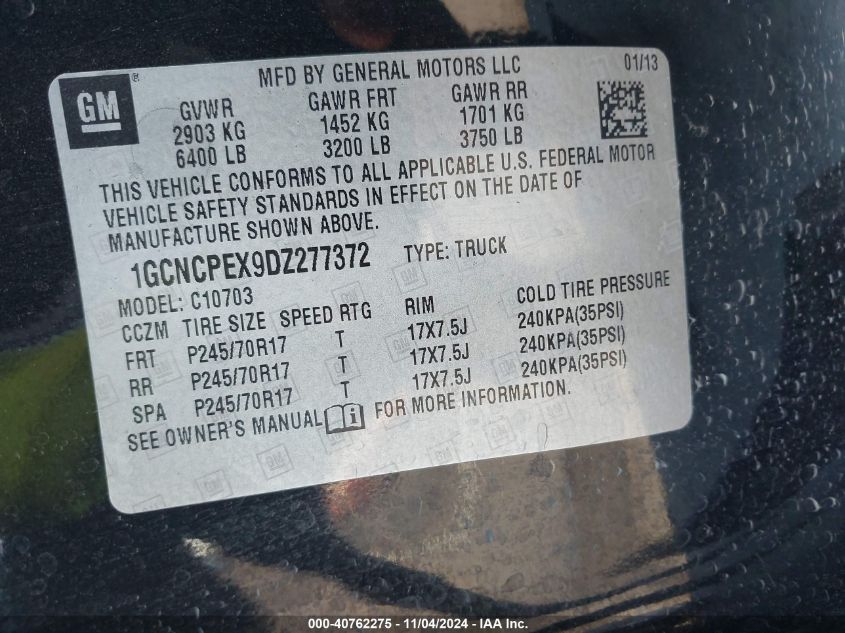 GM ® MFD BY GENERAL MOTORS LLC 01/13
GVWR GAWR FRT GAWR RR
2903 KG 1452 KG 1701 KG
6400 LB 3200 LB 3750 LB
THIS VEHICLE CONFORMS TO ALL APPLICABLE U.S. FEDERAL MOTOR
VEHICLE SAFETY STANDARDS IN EFFECT ON THE DATE OF
MANUFACTURE SHOWN ABOVE.
1GCNCPEX9DZ277372 TYPE: TRUCK
MODEL: C10703
CCZM TIRE SIZE SPEED RTG RIM COLD TIRE PRESSURE
FRT P245/70R17 T 17X7.5J 240KPA(35PSI)
RR P245/70R17 T 17X7.5J 240KPA(35PSI)
SPA P245/70R17 T 17X7.5J 240KPA(35PSI)
SEE OWNER'S MANUAL FOR MORE INFORMATION.
000-40762275 - 11/04/2024 - IAA Inc.